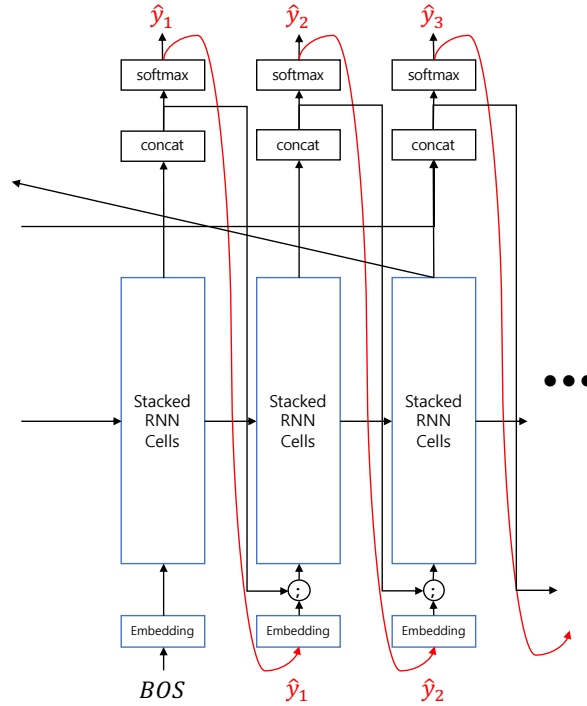 ŷ₁ ŷ₂ ŷ₃
softmax softmax softmax
concat concat concat
Stacked Stacked Stacked
RNN RNN RNN
Cells Cells Cells
; ;
Embedding Embedding Embedding
BOS ŷ₁ ŷ₂